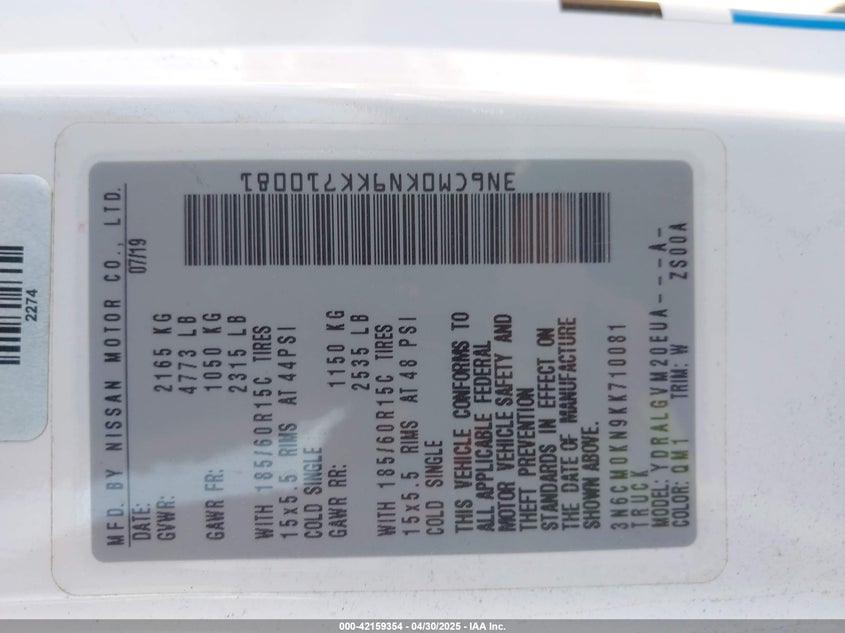 MFD. BY NISSAN MOTOR CO., LTD.
DATE: 07/19
GVWR: 2165 KG
4773 LB
GAWR FR: 1050 KG
2315 LB
WITH 185/60R15C TIRES
15x5.5 RIMS AT 44PSI
COLD SINGLE
GAWR RR: 1150 KG
2535 LB
WITH 185/60R15C TIRES
15x5.5 RIMS AT 48 PSI
COLD SINGLE
THIS VEHICLE CONFORMS TO
ALL APPLICABLE FEDERAL
MOTOR VEHICLE SAFETY AND
THEFT PREVENTION
STANDARDS IN EFFECT ON
THE DATE OF MANUFACTURE
SHOWN ABOVE.
3N6CM0KN9KK710081
TRUCK
MODEL: YDRALGVM20EUA----A-
COLOR: QM1 TRIM: W ZS00A
3N6CM0KN9KK710081
2274
000-42159354 - 04/30/2025 - IAA Inc.